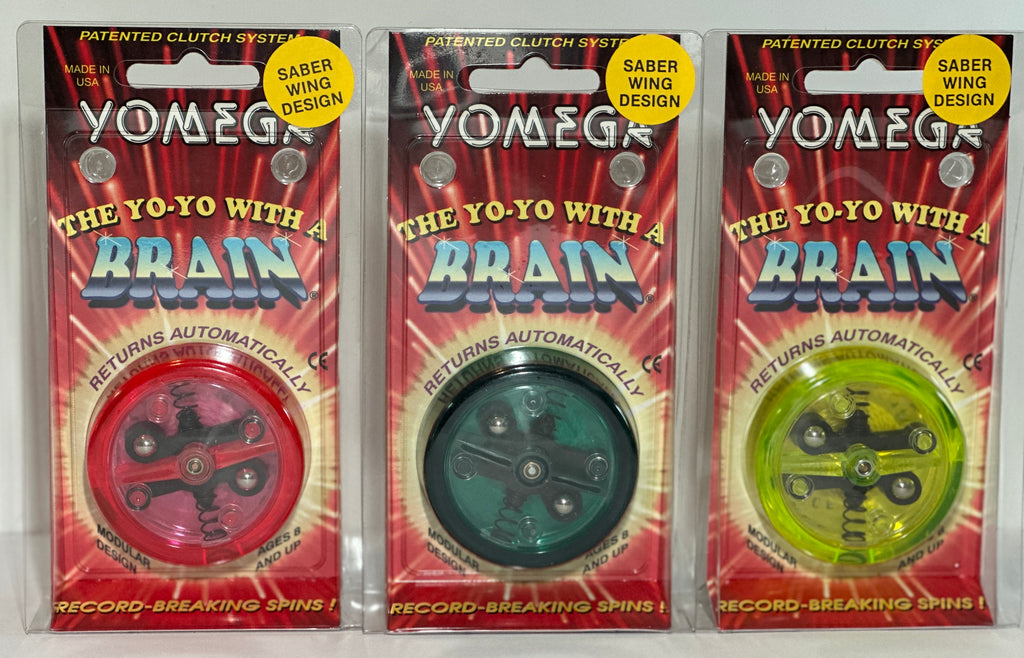 PATENTED CLUTCH SYSTEM
MADE IN
USA
SABER
WING
DESIGN
YOMEGA
THE YO-YO WITH A
BRAIN®
RETURNS AUTOMATICALLY
CE
MODULAR
DESIGN
AGES 8
AND UP
RECORD-BREAKING SPINS !
PATENTED CLUTCH SY
MADE IN
USA
SABER
WING
DESIGN
YOMEGA
THE YO-YO WITH A
BRAIN®
RETURNS AUTOMATICALLY
CE
MODULAR
DESIGN
AGES 8
AND UP
RECORD-BREAKING SPINS !
PATENTED CLUTCH SYS
MADE IN
USA
SABER
WING
DESIGN
YOMEGA
THE YO-YO WITH A
BRAIN®
RETURNS AUTOMATICALLY
CE
MODULAR
DESIGN
AGES 8
AND UP
RECORD-BREAKING SPINS !